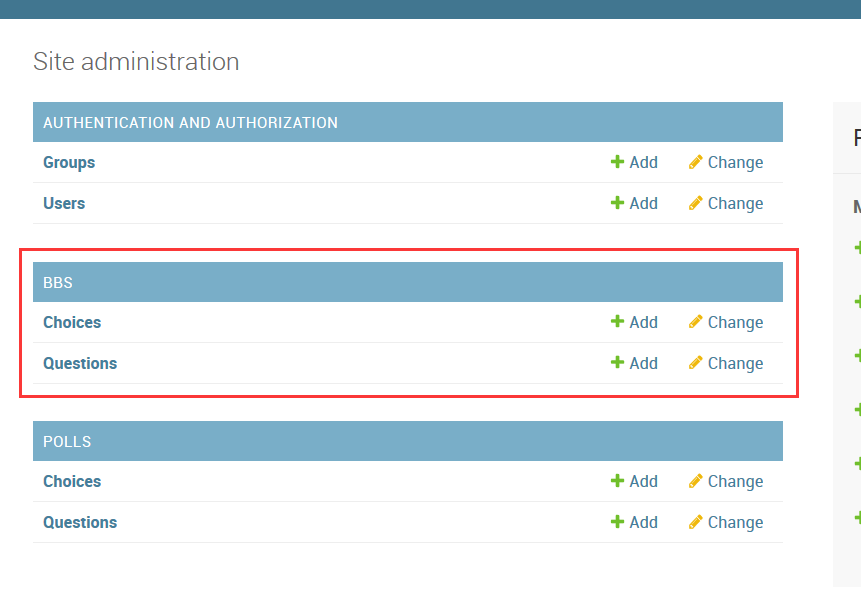 Site administration
AUTHENTICATION AND AUTHORIZATION
Groups Add Change
Users Add Change
BBS
Choices Add Change
Questions Add Change
POLLS
Choices Add Change
Questions Add Change